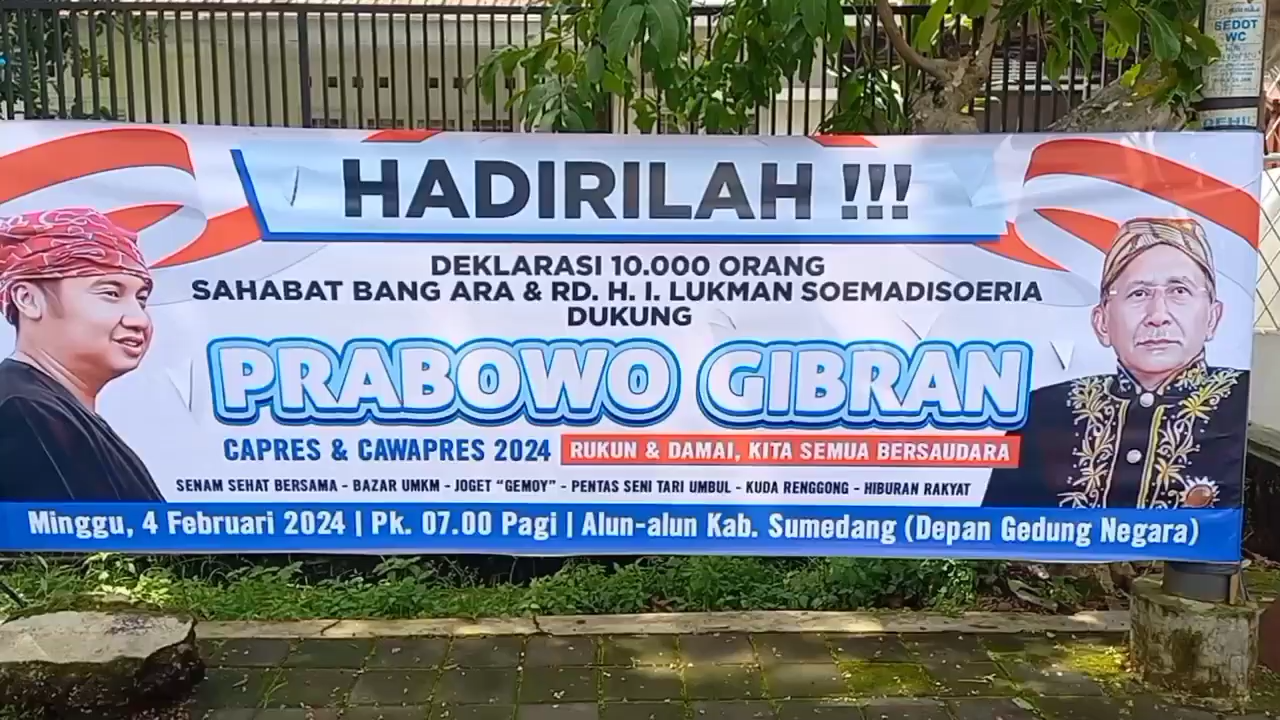 SEDOT
WC
HADIRILAH !!!
DEKLARASI 10.000 ORANG
SAHABAT BANG ARA & RD. H. I. LUKMAN SOEMADISOERIA
DUKUNG
PRABOWO GIBRAN
CAPRES & CAWAPRES 2024 RUKUN & DAMAI, KITA SEMUA BERSAUDARA
SENAM SEHAT BERSAMA - BAZAR UMKM - JOGET "GEMOY" - PENTAS SENI TARI UMBUL - KUDA RENGGONG - HIBURAN RAKYAT
Minggu, 4 Februari 2024 | Pk. 07.00 Pagi | Alun-alun Kab. Sumedang (Depan Gedung Negara)